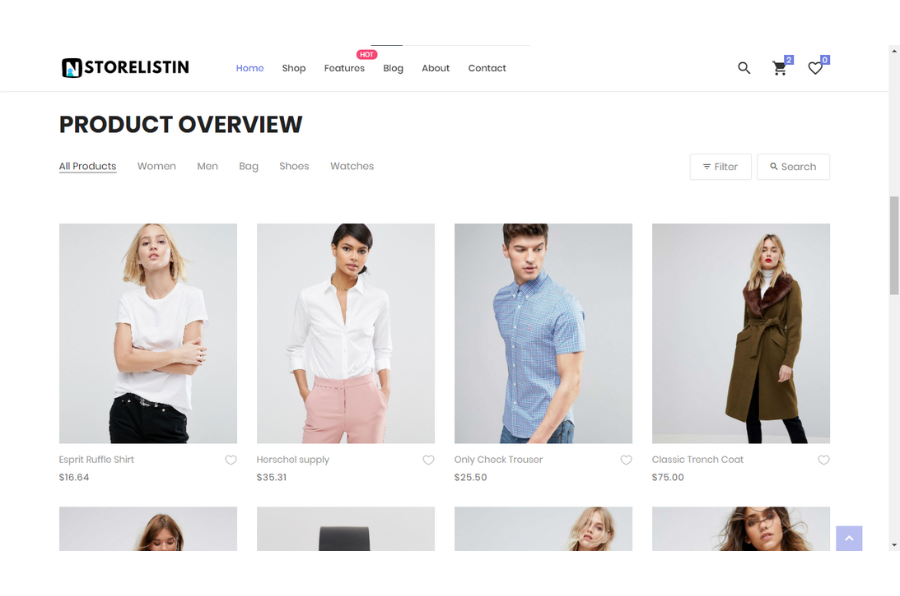 HOT
STORELISTIN Home Shop Features Blog About Contact 2 0
PRODUCT OVERVIEW
All Products Women Men Bag Shoes Watches Filter Search
Esprit Ruffle Shirt
$16.64
Herschel supply
$35.31
Only Check Trouser
$25.50
Classic Trench Coat
$75.00